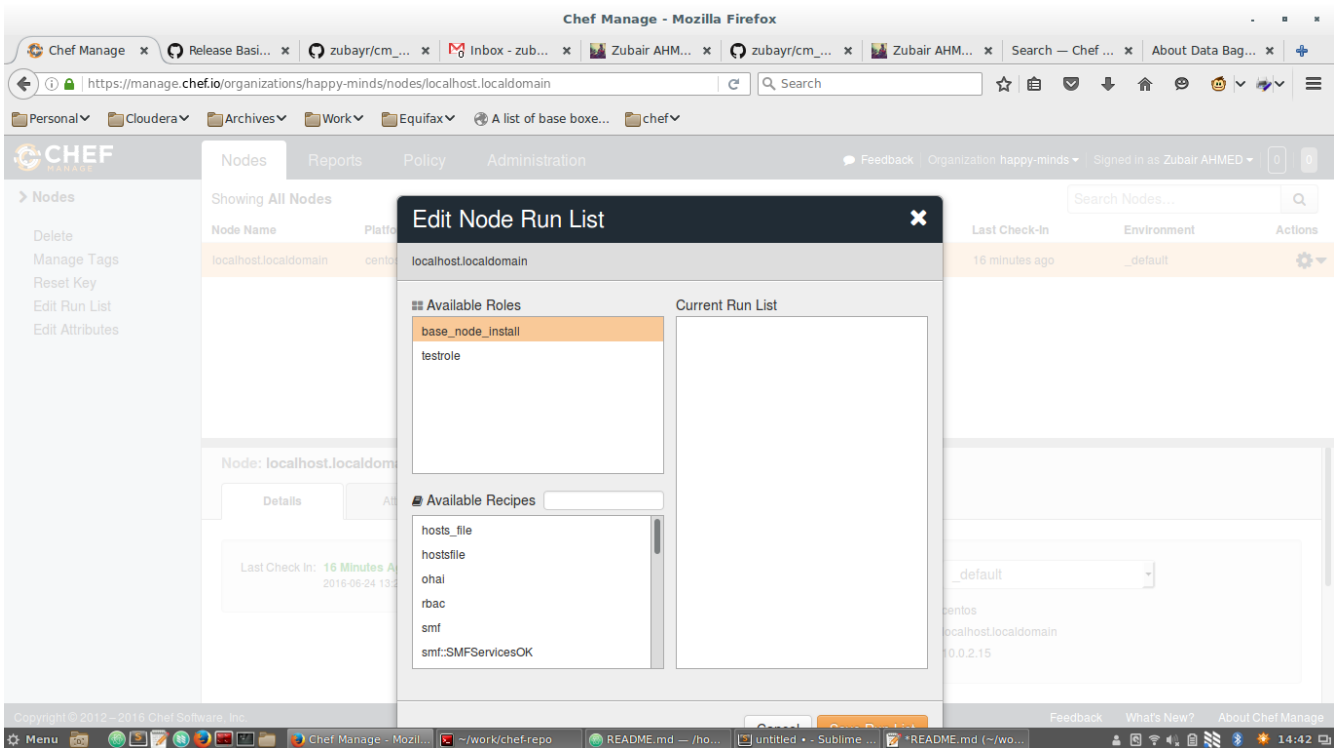 Chef Manage - Mozilla Firefox
Chef Manage × Release Basi... × zubayr/cm_... × Inbox - zub... × Zubair AHM... × zubayr/cm_... × Zubair AHM... × Search — Chef ... × About Data Bag... ×
https://manage.chef.io/organizations/happy-minds/nodes/localhost.localdomain Search
Personal Cloudera Archives Work Equifax A list of base boxe... chef
CHEF MANAGE Nodes Reports Policy Administration Feedback Organization happy-minds Signed in as Zubair AHMED 0 0
Nodes
Delete
Manage Tags
Reset Key
Edit Run List
Edit Attributes
Showing All Nodes Search Nodes...
Node Name Platfo Last Check-In Environment Actions
localhost.localdomain cento 16 minutes ago _default
Edit Node Run List
localhost.localdomain
Available Roles
base_node_install
testrole
Available Recipes
hosts_file
hostsfile
ohai
rbac
smf
smf::SMFServicesOK
Current Run List
Node: localhost.localdoma
Details Att
Last Check In: 16 Minutes A
2016-06-24 13:2
_default
centos
localhost.localdomain
10.0.2.15
Cancel Save Run List
Copyright © 2012 – 2016 Chef Software, Inc. Feedback What's New? About Chef Manage
Menu Chef Manage - Mozil... ~/work/chef-repo README.md — /ho... untitled • - Sublime ... *README.md (~/wo... 14:42